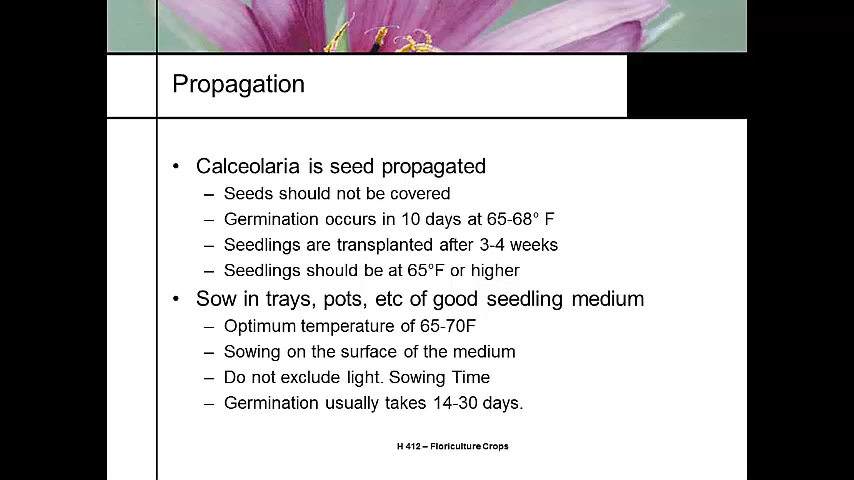 Propagation
• Calceolaria is seed propagated
– Seeds should not be covered
– Germination occurs in 10 days at 65-68° F
– Seedlings are transplanted after 3-4 weeks
– Seedlings should be at 65°F or higher
• Sow in trays, pots, etc of good seedling medium
– Optimum temperature of 65-70F
– Sowing on the surface of the medium
– Do not exclude light. Sowing Time
– Germination usually takes 14-30 days.
H 412 – Floriculture Crops